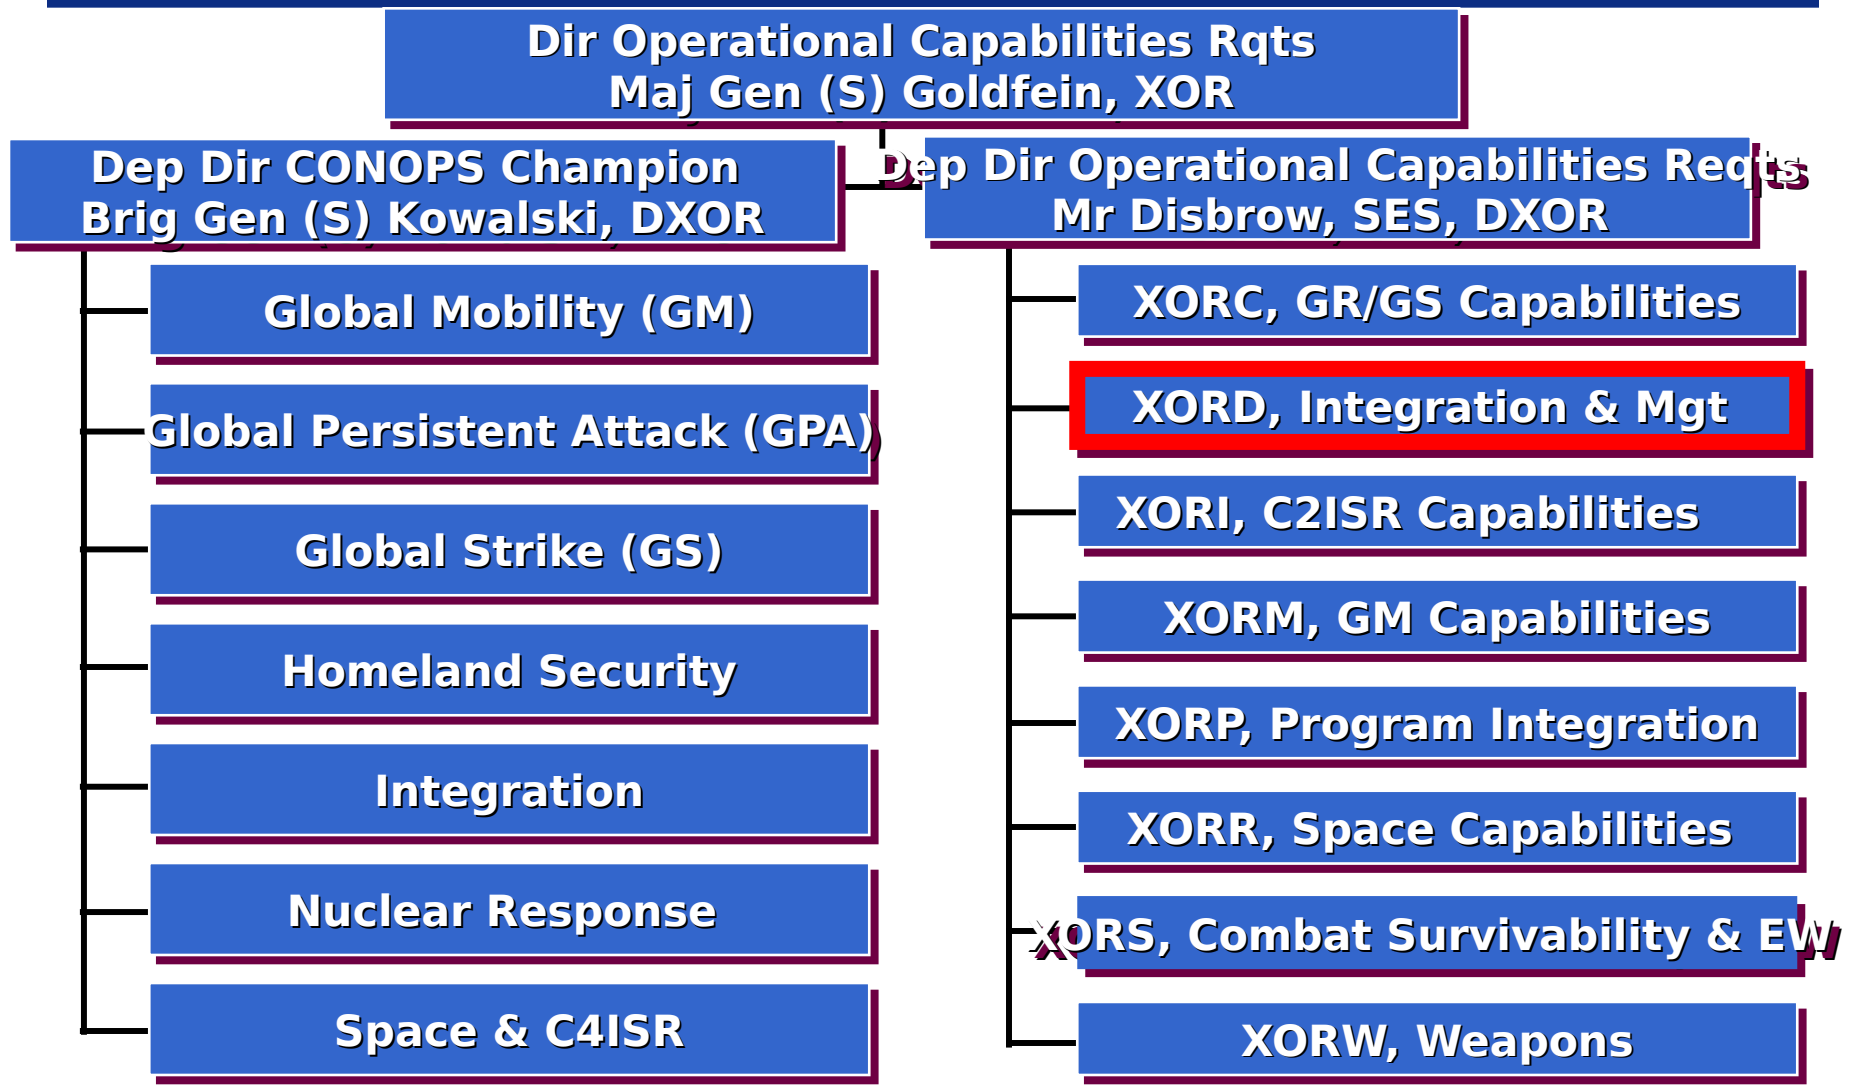 Dir Operational Capabilities Rqts
Maj Gen (S) Goldfein, XOR
Dep Dir CONOPS Champion
Brig Gen (S) Kowalski, DXOR
Global Mobility (GM)
Global Persistent Attack (GPA)
Global Strike (GS)
Homeland Security
Integration
Nuclear Response
Space & C4ISR
Dep Dir Operational Capabilities Reqts
Mr Disbrow, SES, DXOR
XORC, GR/GS Capabilities
XORD, Integration & Mgt
XORI, C2ISR Capabilities
XORM, GM Capabilities
XORP, Program Integration
XORR, Space Capabilities
XORS, Combat Survivability & EW
XORW, Weapons